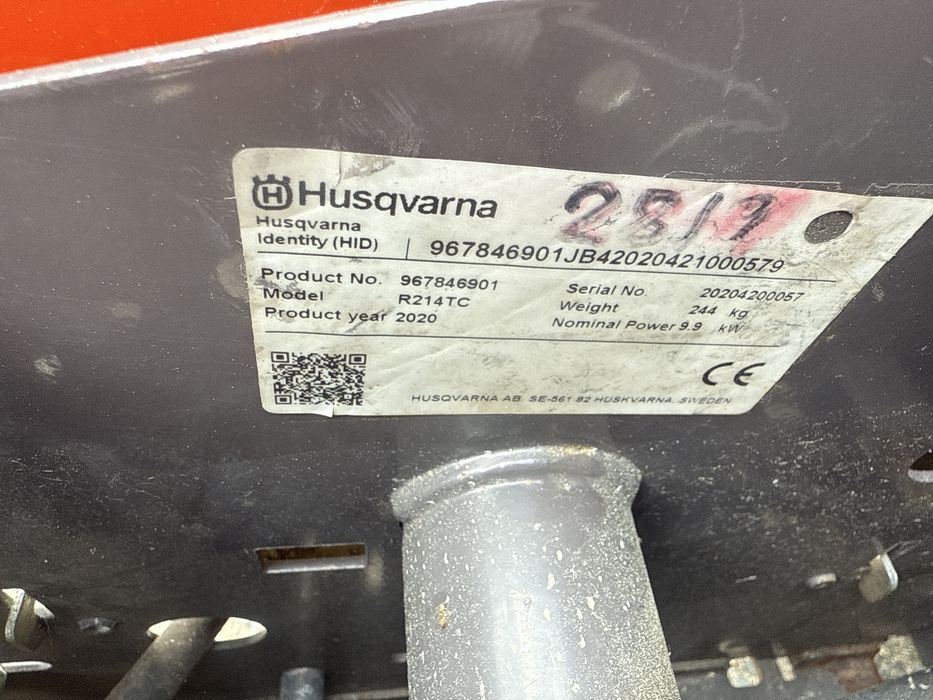 Husqvarna
2817
Husqvarna
Identity (HID) 967846901JB42020421000579
Product No. 967846901 Serial No. 20204200057
Model R214TC Weight 244 kg
Product year 2020 Nominal Power 9.9 kW
CE
HUSQVARNA AB. SE-561 82 HUSKVARNA. SWEDEN